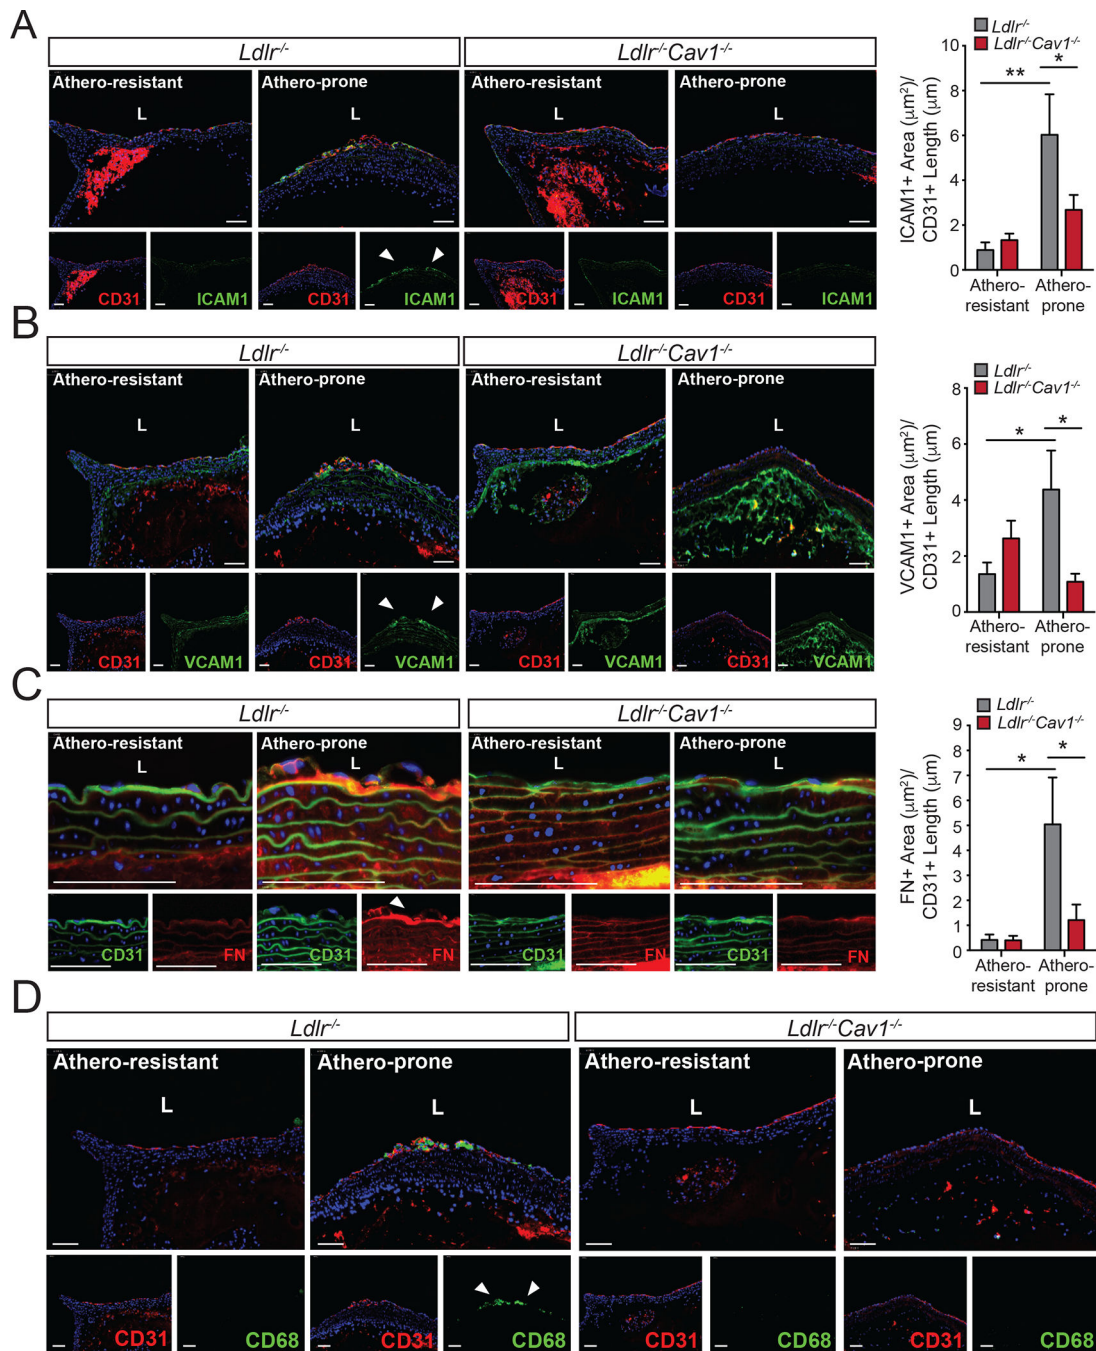 A
Ldlr-/-
Ldlr-/-Cav1-/-
Athero-resistant
Athero-prone
Athero-resistant
Athero-prone
L
L
L
L
CD31
ICAM1
CD31
ICAM1
CD31
ICAM1
CD31
ICAM1
Ldlr-/-
Ldlr-/-Cav1-/-
ICAM1+ Area (μm²)/
CD31+ Length (μm)
10
8
6
4
2
0
**
*
Athero-
resistant
Athero-
prone
B
Ldlr-/-
Ldlr-/-Cav1-/-
Athero-resistant
Athero-prone
Athero-resistant
Athero-prone
L
L
L
L
CD31
VCAM1
CD31
VCAM1
CD31
VCAM1
CD31
VCAM1
Ldlr-/-
Ldlr-/-Cav1-/-
VCAM1+ Area (μm²)/
CD31+ Length (μm)
8
6
4
2
0
*
*
Athero-
resistant
Athero-
prone
C
Ldlr-/-
Ldlr-/-Cav1-/-
Athero-resistant
Athero-prone
Athero-resistant
Athero-prone
L
L
L
L
CD31
FN
CD31
FN
CD31
FN
CD31
FN
Ldlr-/-
Ldlr-/-Cav1-/-
FN+ Area (μm²)/
CD31+ Length (μm)
9
8
7
6
5
4
3
2
1
0
*
*
Athero-
resistant
Athero-
prone
D
Ldlr-/-
Ldlr-/-Cav1-/-
Athero-resistant
Athero-prone
Athero-resistant
Athero-prone
L
L
L
L
CD31
CD68
CD31
CD68
CD31
CD68
CD31
CD68